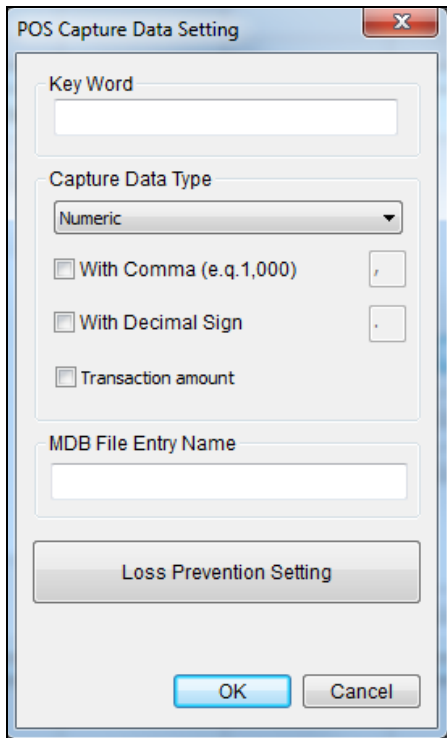 POS Capture Data Setting
Key Word
Capture Data Type
Numeric
With Comma (e.q.1,000) ,
With Decimal Sign .
Transaction amount
MDB File Entry Name
Loss Prevention Setting
OK Cancel